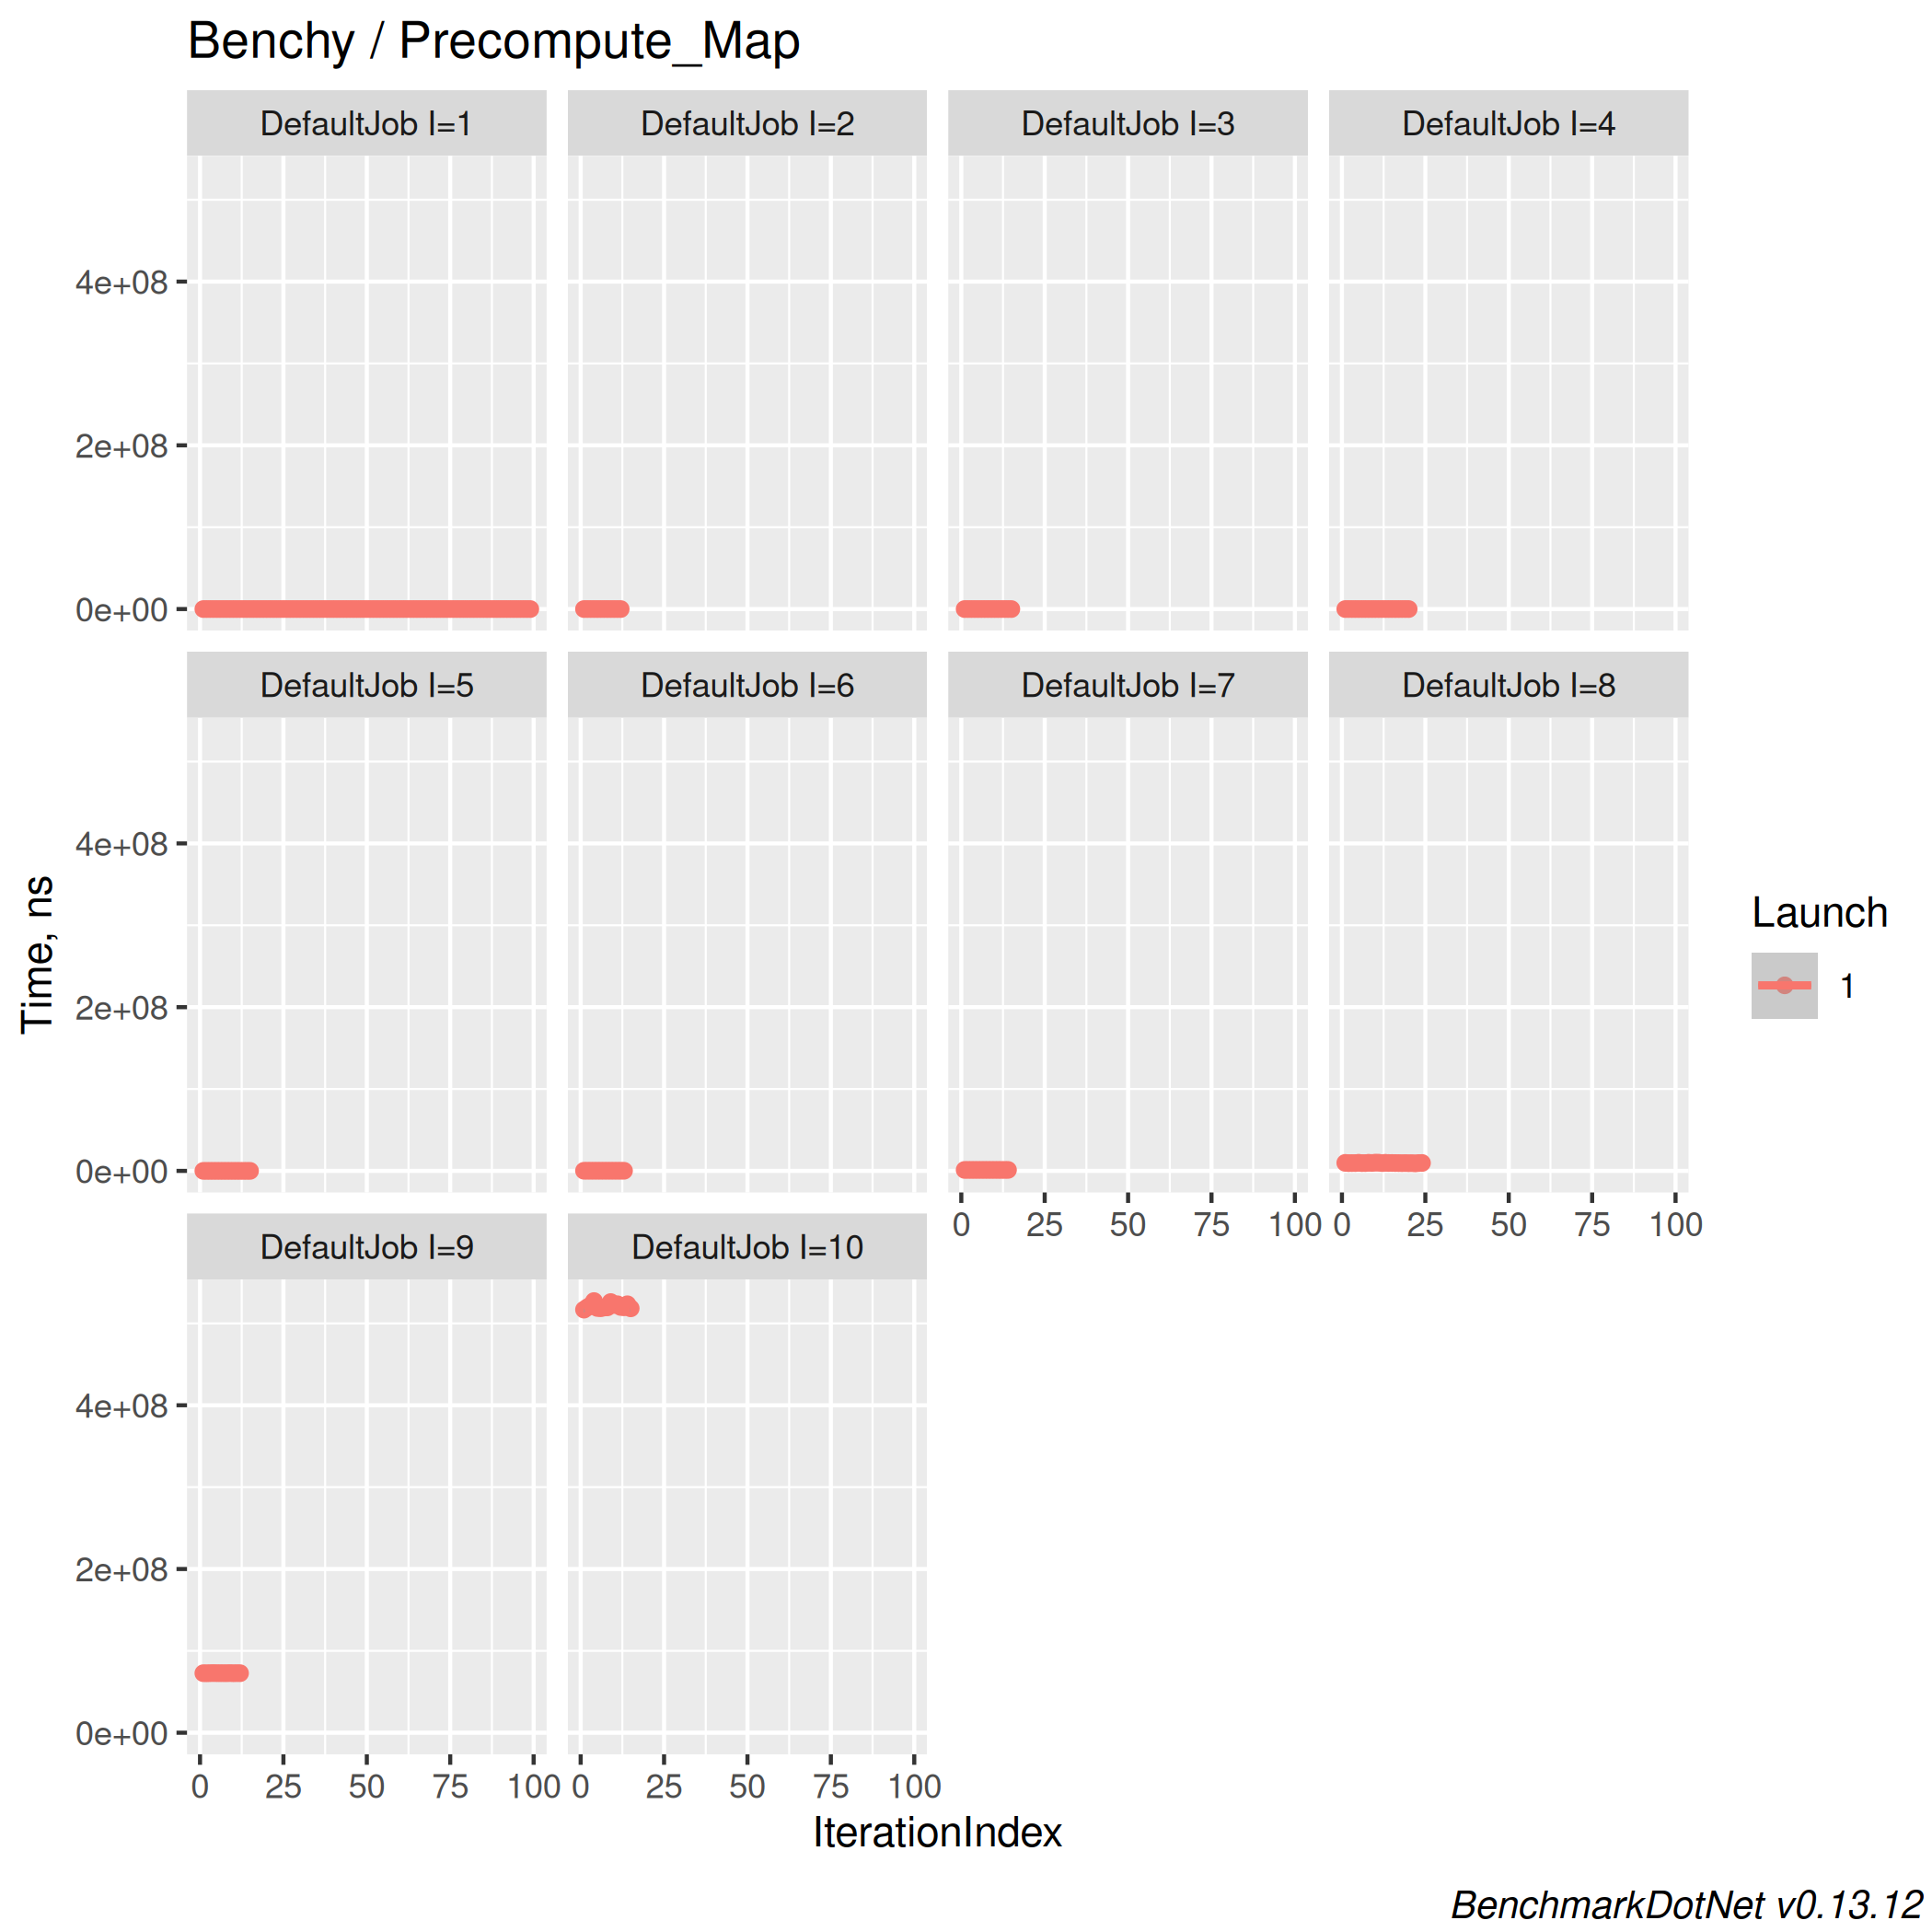 Benchy / Precompute_Map
DefaultJob I=1
DefaultJob I=2
DefaultJob I=3
DefaultJob I=4
4e+08
2e+08
0e+00
DefaultJob I=5
DefaultJob I=6
DefaultJob I=7
DefaultJob I=8
4e+08
2e+08
0e+00
0 25 50 75 100
0 25 50 75 100
DefaultJob I=9
DefaultJob I=10
4e+08
2e+08
0e+00
0 25 50 75 100
0 25 50 75 100
Time, ns
IterationIndex
Launch
1
BenchmarkDotNet v0.13.12